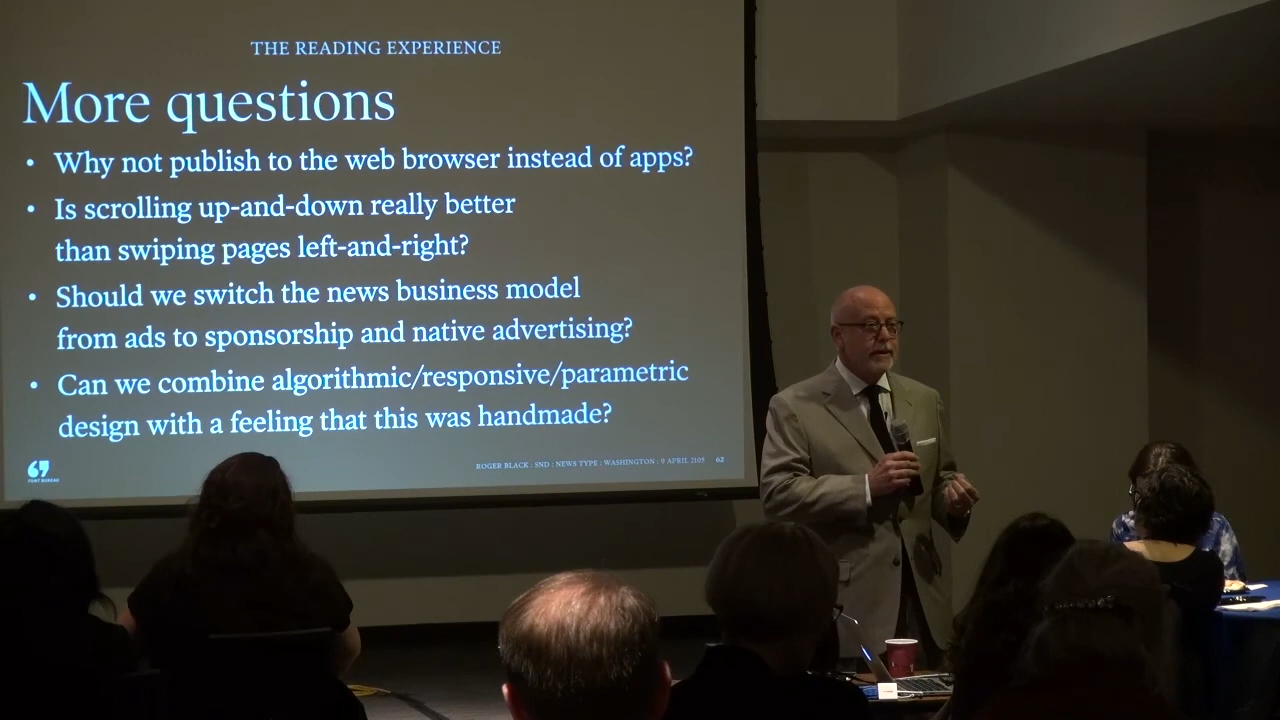 THE READING EXPERIENCE
More questions
• Why not publish to the web browser instead of apps?
• Is scrolling up-and-down really better
than swiping pages left-and-right?
• Should we switch the news business model
from ads to sponsorship and native advertising?
• Can we combine algorithmic/responsive/parametric
design with a feeling that this was handmade?
FONT BUREAU
ROGER BLACK : SND : NEWS TYPE : WASHINGTON : 9 APRIL 2105 62